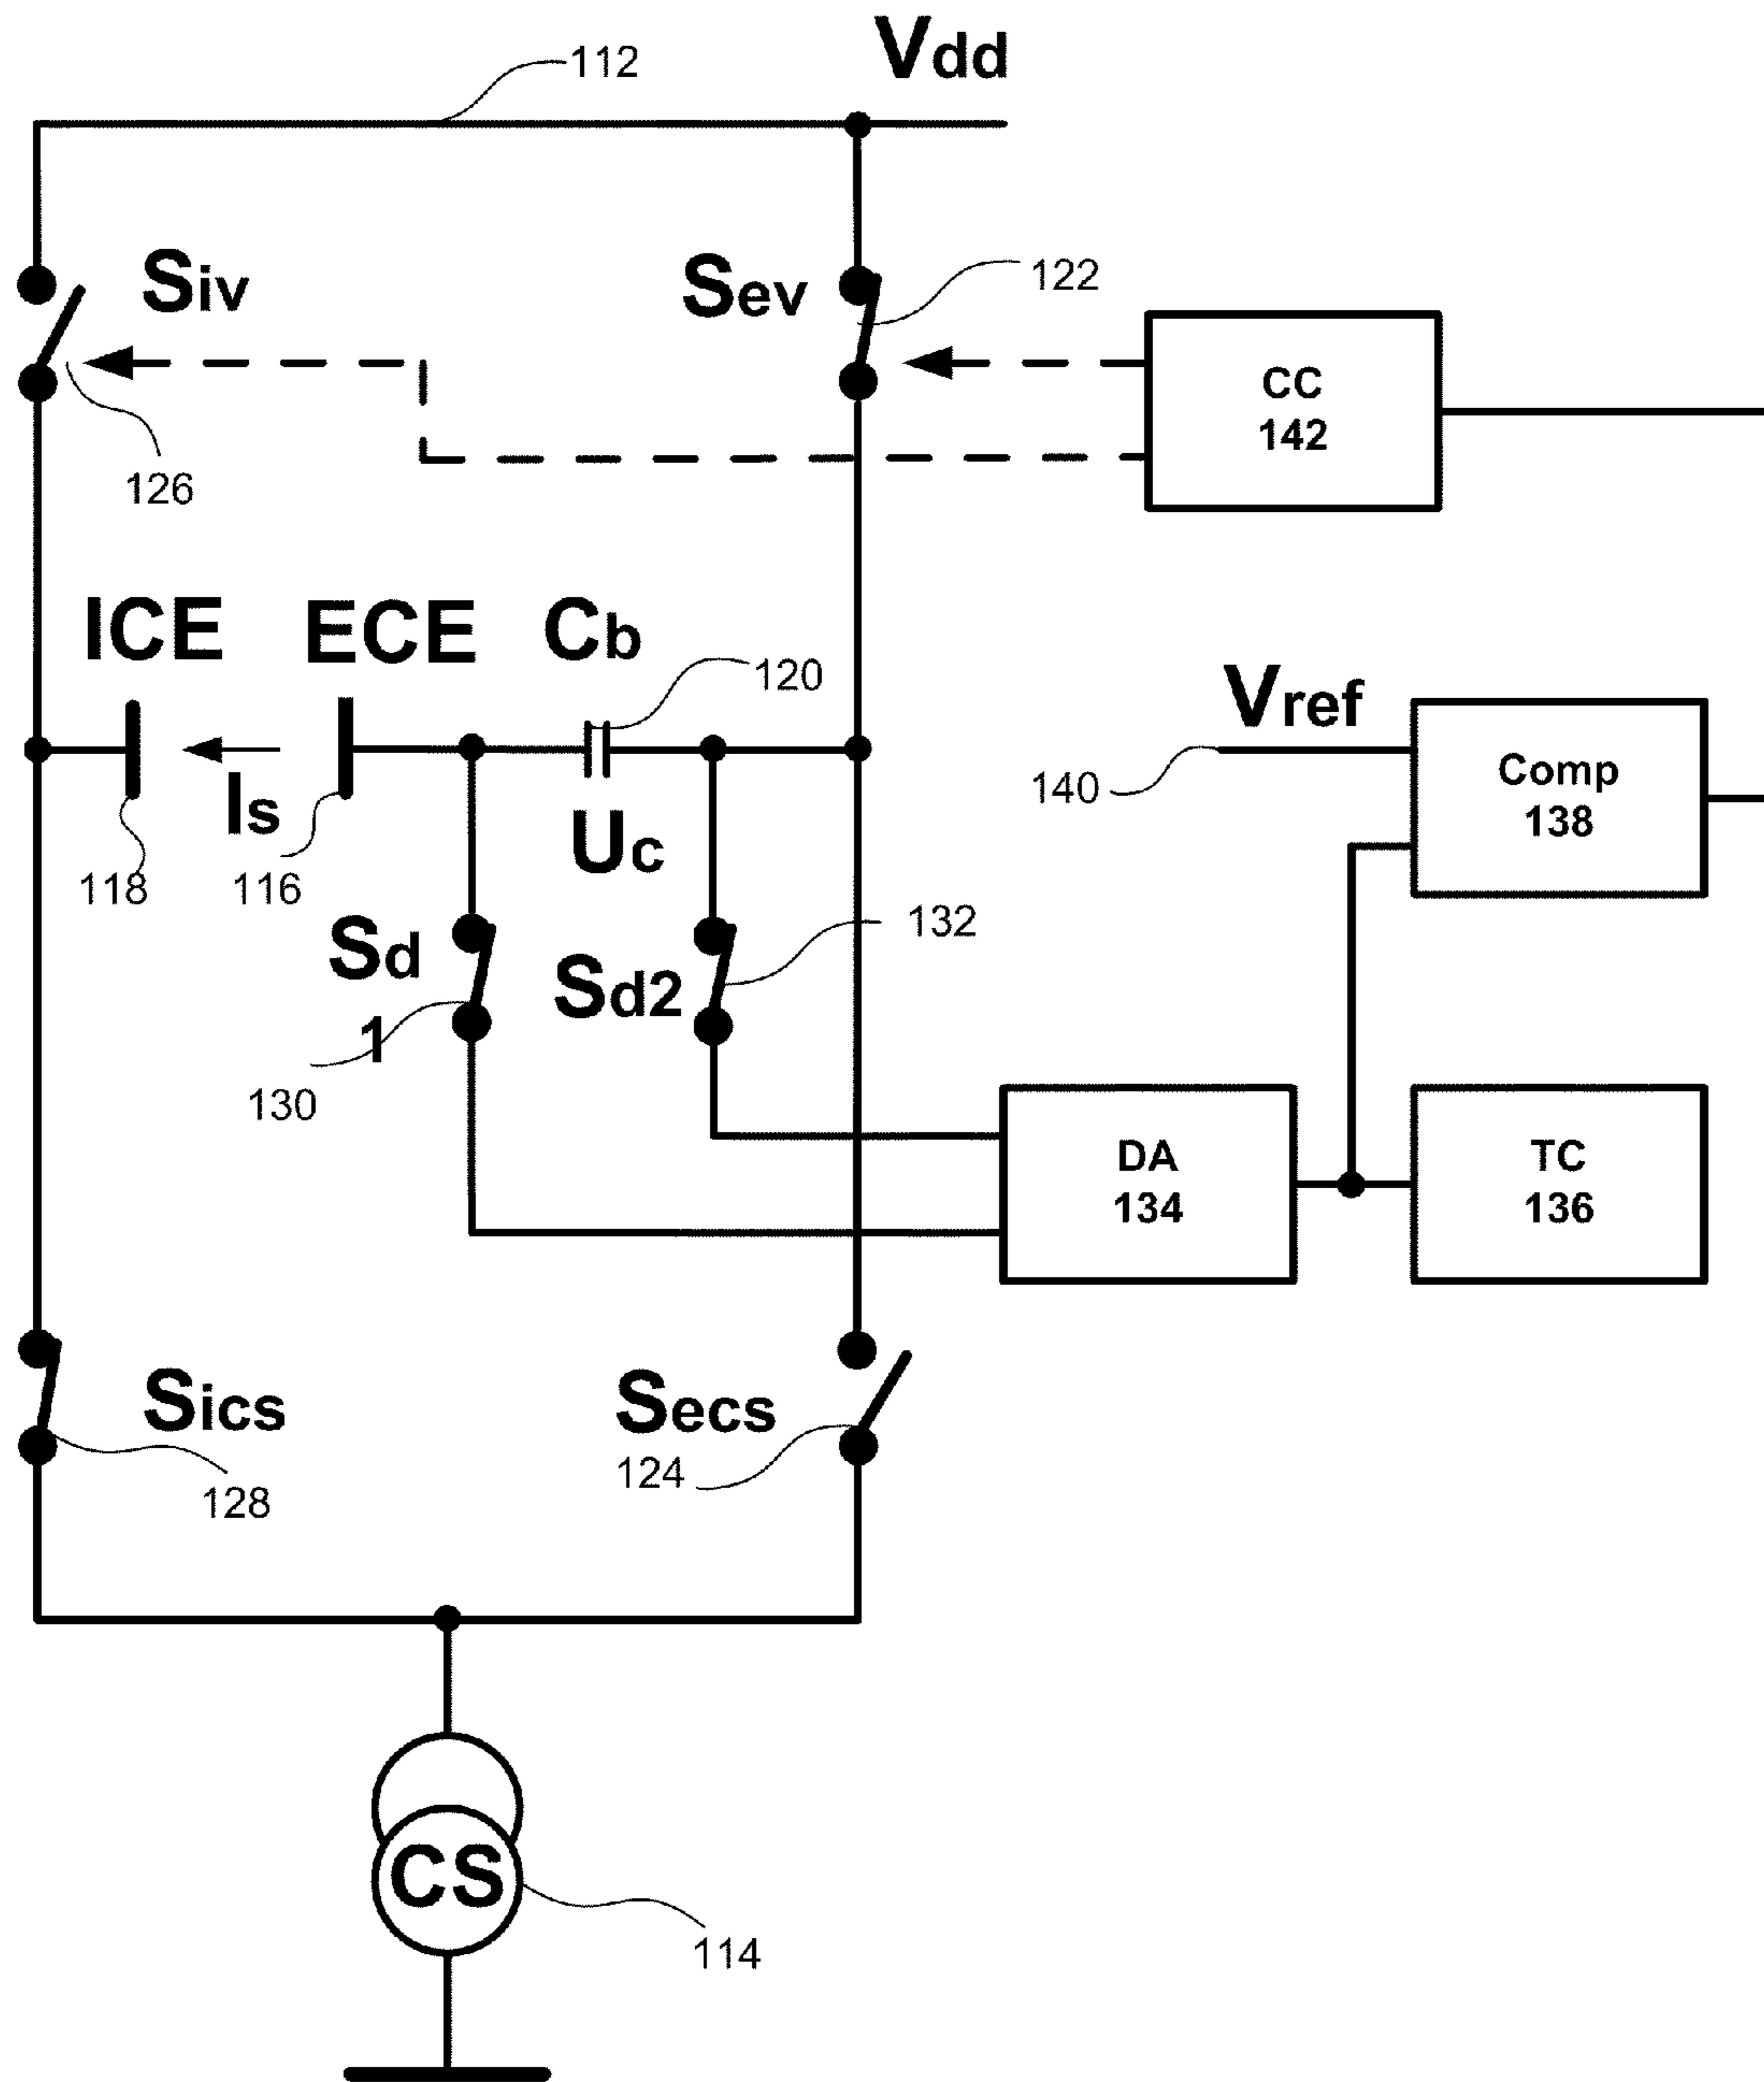 Vdd
112
Siv
Sev
122
CC
142
126
ICE
ECE
Cb
120
Vref
140
Comp
138
Is
Uc
118
116
132
Sd
1
Sd2
130
DA
134
TC
136
Sics
Secs
124
128
CS
114